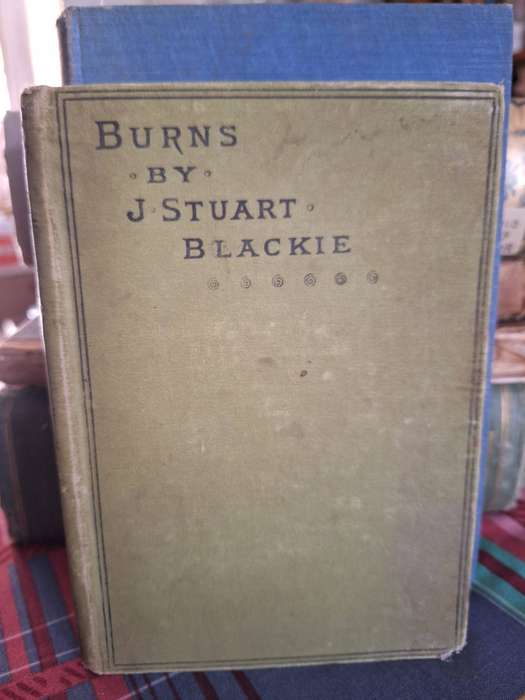 BURNS
· BY ·
J · STUART ·
BLACKIE